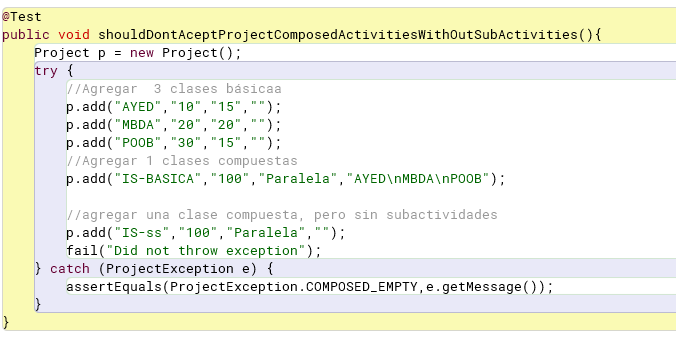 @Test
public void shouldDontAceptProjectComposedActivitiesWithOutSubActivities(){
Project p = new Project();
try {
//Agregar  3 clases básicaa
p.add("AYED","10","15","");
p.add("MBDA","20","20","");
p.add("POOB","30","15","");
//Agregar 1 clases compuestas
p.add("IS-BASICA","100","Paralela","AYED\nMBDA\nPOOB");
//agregar una clase compuesta, pero sin subactividades
p.add("IS-ss","100","Paralela","");
fail("Did not throw exception");
} catch (ProjectException e) {
assertEquals(ProjectException.COMPOSED_EMPTY,e.getMessage());
}
}